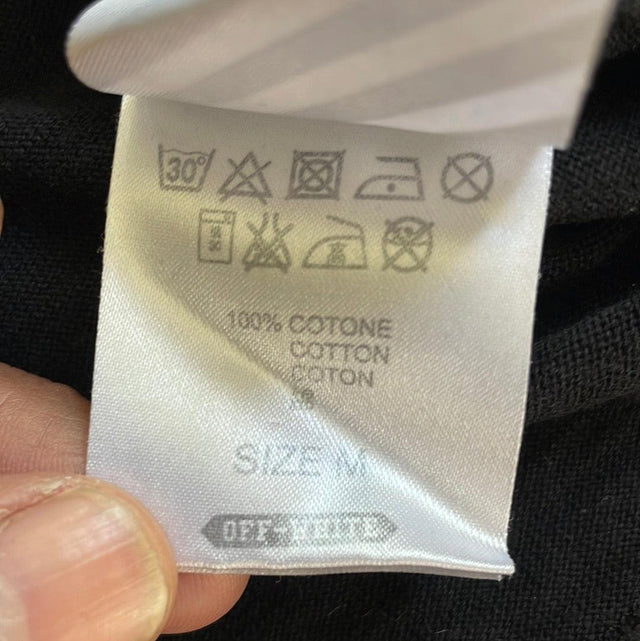 30°
100% COTONE
COTTON
COTON
SIZE M
OFF-WHITE